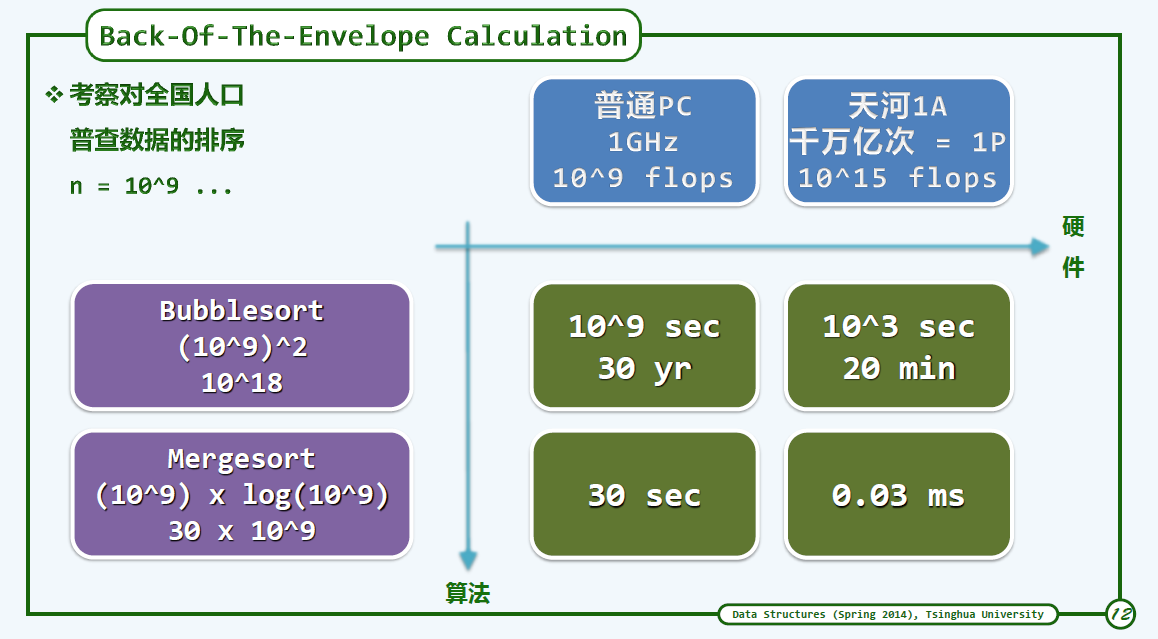 Back-Of-The-Envelope Calculation
❖ 考察对全国人口
普查数据的排序
n = 10^9 ...
普通PC
1GHz
10^9 flops
天河1A
千万亿次 = 1P
10^15 flops
硬
件
Bubblesort
(10^9)^2
10^18
10^9 sec
30 yr
10^3 sec
20 min
Mergesort
(10^9) x log(10^9)
30 x 10^9
30 sec
0.03 ms
算法
Data Structures (Spring 2014), Tsinghua University
12